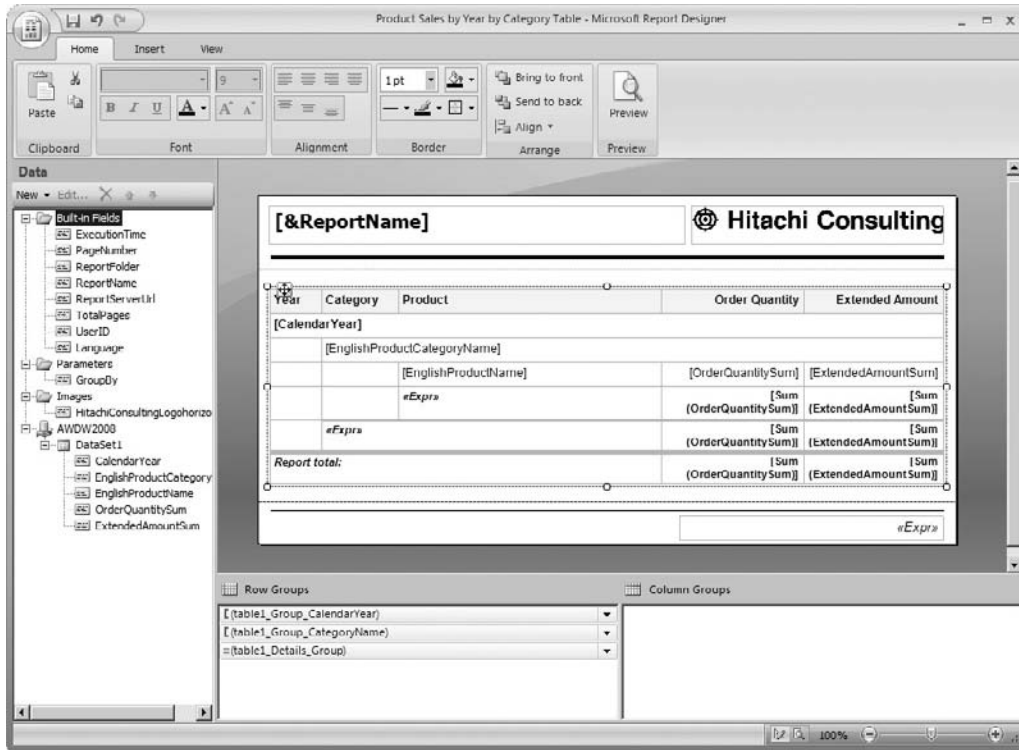 Product Sales by Year by Category Table - Microsoft Report Designer
Home Insert View
Paste
B I U A A A
9
1 pt
Bring to front
Send to back
Align
Preview
Clipboard Font Alignment Border Arrange Preview
Data
New Edit...
Built-in Fields
ExecutionTime
PageNumber
ReportFolder
ReportName
ReportServerUrl
TotalPages
UserID
Language
Parameters
GroupBy
Images
HitachiConsultingLogohorizo
AWDW2008
DataSet1
CalendarYear
EnglishProductCategory
EnglishProductName
OrderQuantitySum
ExtendedAmountSum
[&ReportName]
Hitachi Consulting
Year Category Product Order Quantity Extended Amount
[CalendarYear]
[EnglishProductCategoryName]
[EnglishProductName] [OrderQuantitySum] [ExtendedAmountSum]
«Expr» [Sum [Sum
(OrderQuantitySum)] (ExtendedAmountSum)]
«Expr» [Sum [Sum
(OrderQuantitySum)] (ExtendedAmountSum)]
Report total: [Sum [Sum
(OrderQuantitySum)] (ExtendedAmountSum)]
«Expr»
Row Groups
Column Groups
[ (table1_Group_CalendarYear)
[ (table1_Group_CategoryName)
=(table1_Details_Group)
100%